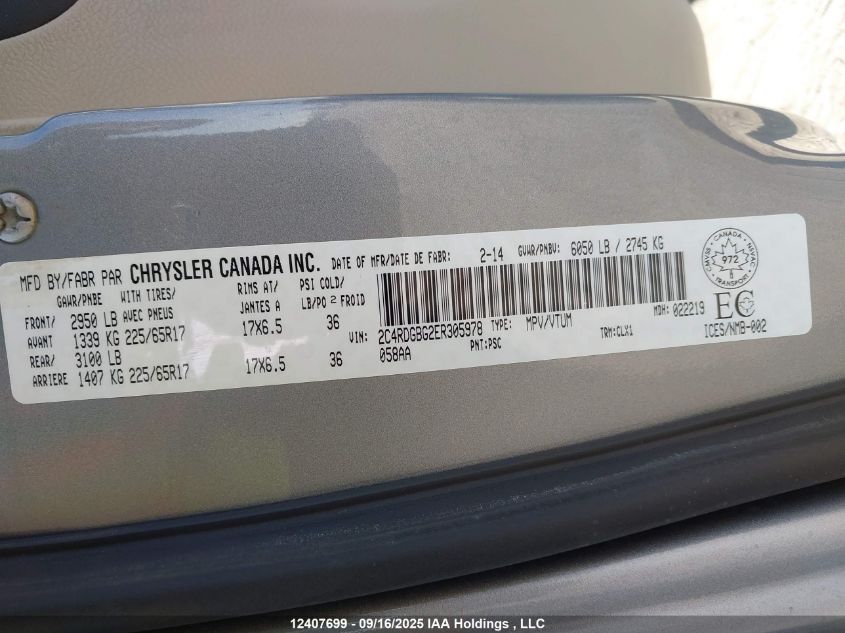 MFD BY/FABR PAR CHRYSLER CANADA INC. DATE OF MFR/DATE DE FABR: 2-14 GVWR/PNBV: 6050 LB / 2745 KG
GAWR/PNBE WITH TIRES/ RIMS AT/ PSI COLD/
AVEC PNEUS JANTES A LB/PO 2 FROID
FRONT/ 2950 LB
AVANT 1339 KG 225/65R17 17X6.5 36
REAR/ 3100 LB
ARRIERE 1407 KG 225/65R17 17X6.5 36
MDH: 022219
VIN: 2C4RDGBG2ER305978 TYPE: MPV/VTUM
058AA PNT:PSC TRM:CLX1
CMVSS CANADA NSVAC
972
8
TRANSPORT
EC
ICES/NMB-002
12407699 - 09/16/2025 IAA Holdings , LLC